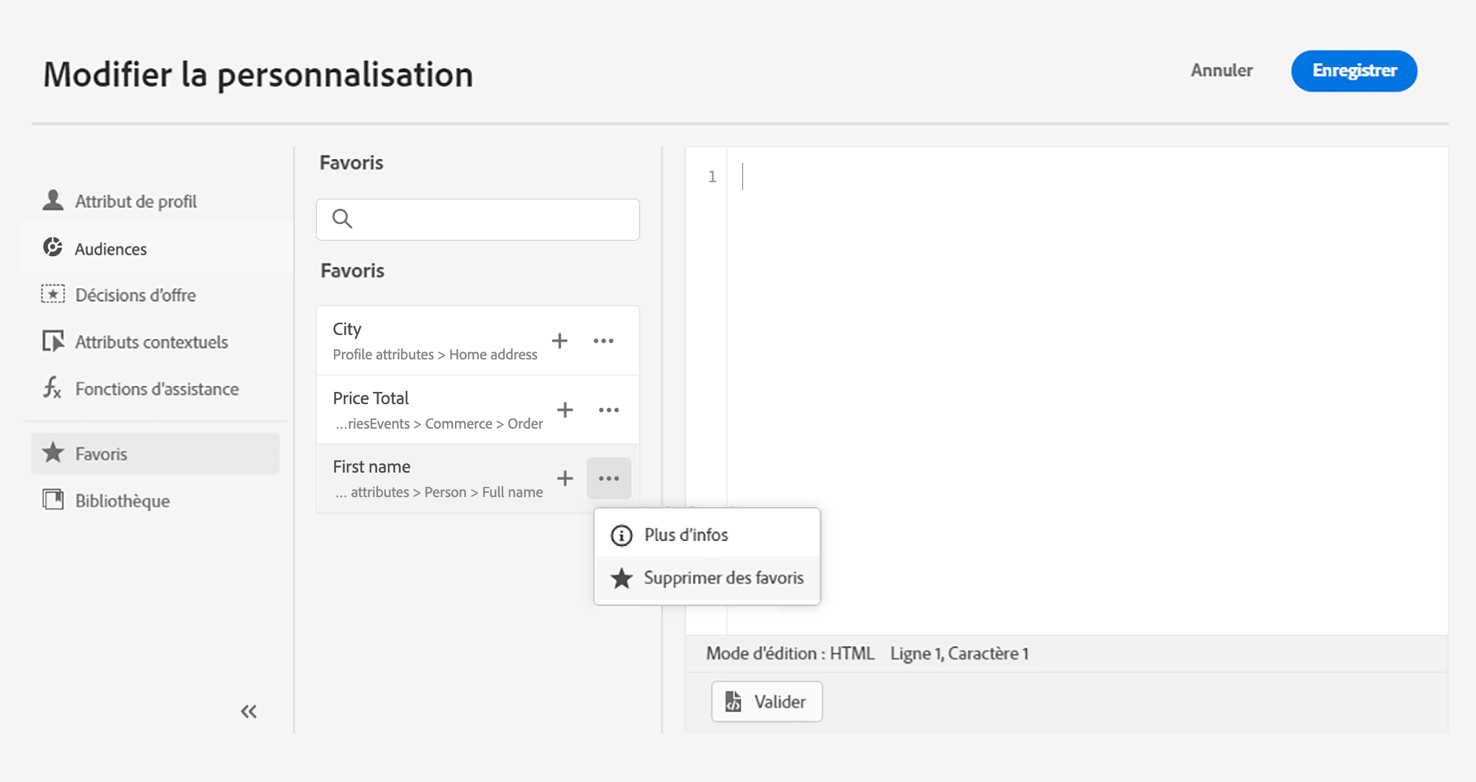 Modifier la personnalisation
Annuler
Enregistrer
Attribut de profil
Audiences
Décisions d'offre
Attributs contextuels
Fonctions d'assistance
Favoris
Bibliothèque
Favoris
Favoris
City
Profile attributes > Home address
Price Total
...riesEvents > Commerce > Order
First name
... attributes > Person > Full name
Plus d'infos
Supprimer des favoris
1
Mode d'édition : HTML Ligne 1, Caractère 1
Valider